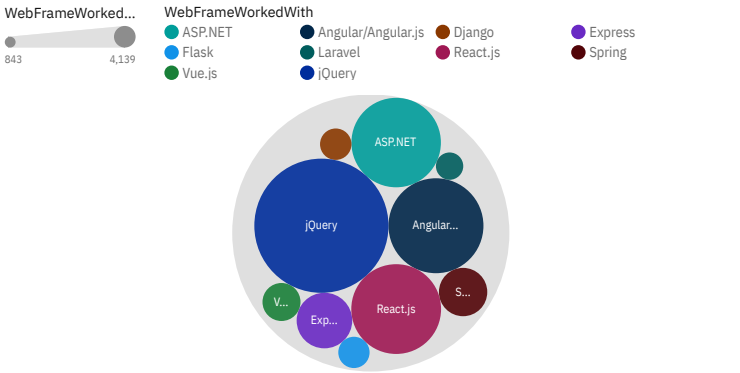 WebFrameWorked...
843
4,139
WebFrameWorkedWith
ASP.NET
Angular/Angular.js
Django
Express
Flask
Laravel
React.js
Spring
Vue.js
jQuery
ASP.NET
jQuery
Angular...
V...
Exp...
React.js
S...